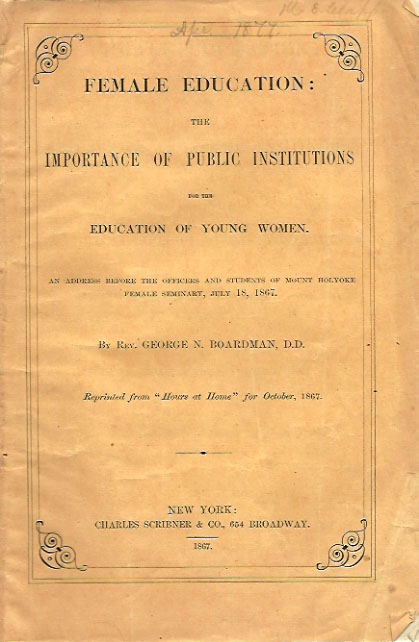 Apr. 1877
FEMALE EDUCATION:
THE
IMPORTANCE OF PUBLIC INSTITUTIONS
FOR THE
EDUCATION OF YOUNG WOMEN.
AN ADDRESS BEFORE THE OFFICERS AND STUDENTS OF MOUNT HOLYOKE
FEMALE SEMINARY, JULY 18, 1867.
BY REV. GEORGE N. BOARDMAN, D.D.
Reprinted from "Hours at Home" for October, 1867.
NEW YORK:
CHARLES SCRIBNER & CO., 654 BROADWAY.
1867.